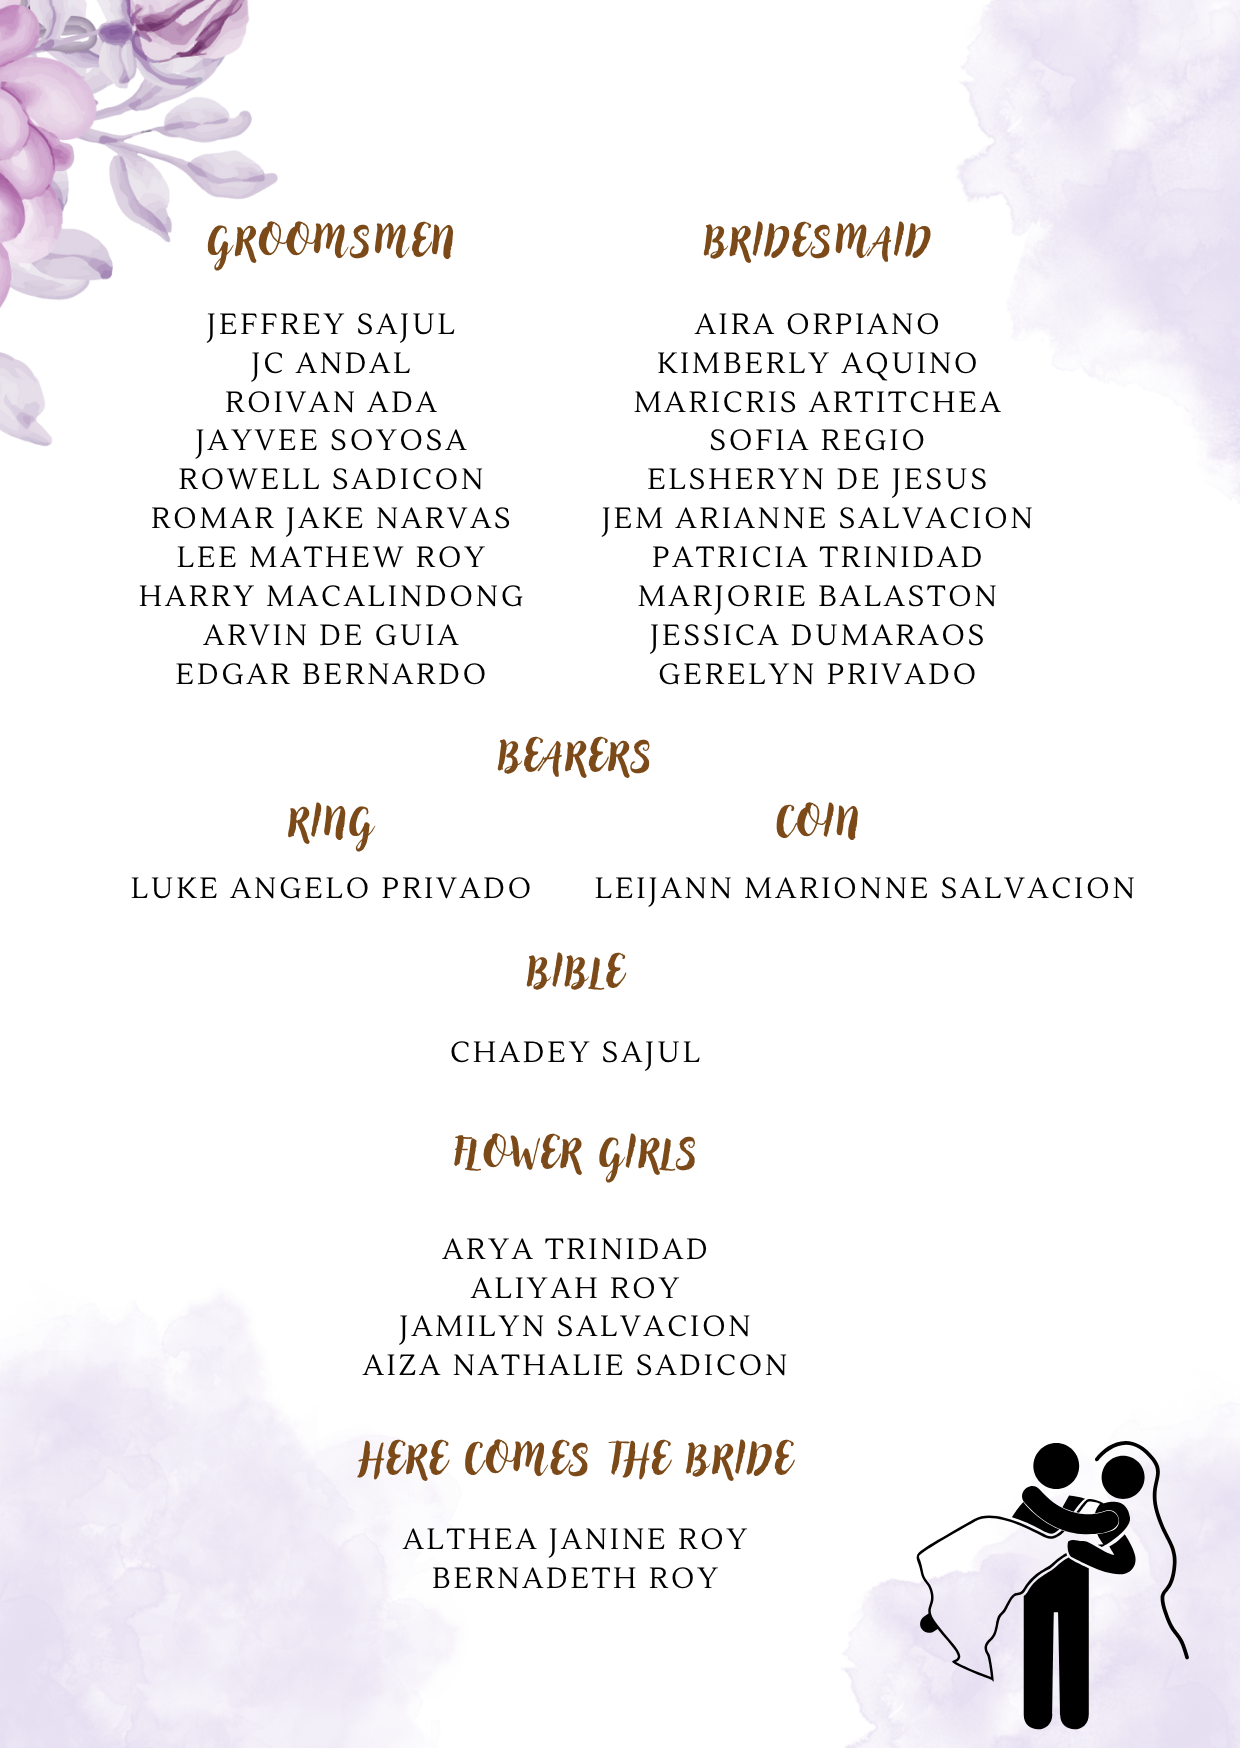 GROOMSMEN
JEFFREY SAJUL
JC ANDAL
ROIVAN ADA
JAYVEE SOYOSA
ROWELL SADICON
ROMAR JAKE NARVAS
LEE MATHEW ROY
HARRY MACALINDONG
ARVIN DE GUIA
EDGAR BERNARDO
BRIDESMAID
AIRA ORPIANO
KIMBERLY AQUINO
MARICRIS ARTITCHEA
SOFIA REGIO
ELSHERYN DE JESUS
JEM ARIANNE SALVACION
PATRICIA TRINIDAD
MARJORIE BALASTON
JESSICA DUMARAOS
GERELYN PRIVADO
BEARERS
RING
LUKE ANGELO PRIVADO
COIN
LEIJANN MARIONNE SALVACION
BIBLE
CHADEY SAJUL
FLOWER GIRLS
ARYA TRINIDAD
ALIYAH ROY
JAMILYN SALVACION
AIZA NATHALIE SADICON
HERE COMES THE BRIDE
ALTHEA JANINE ROY
BERNADETH ROY